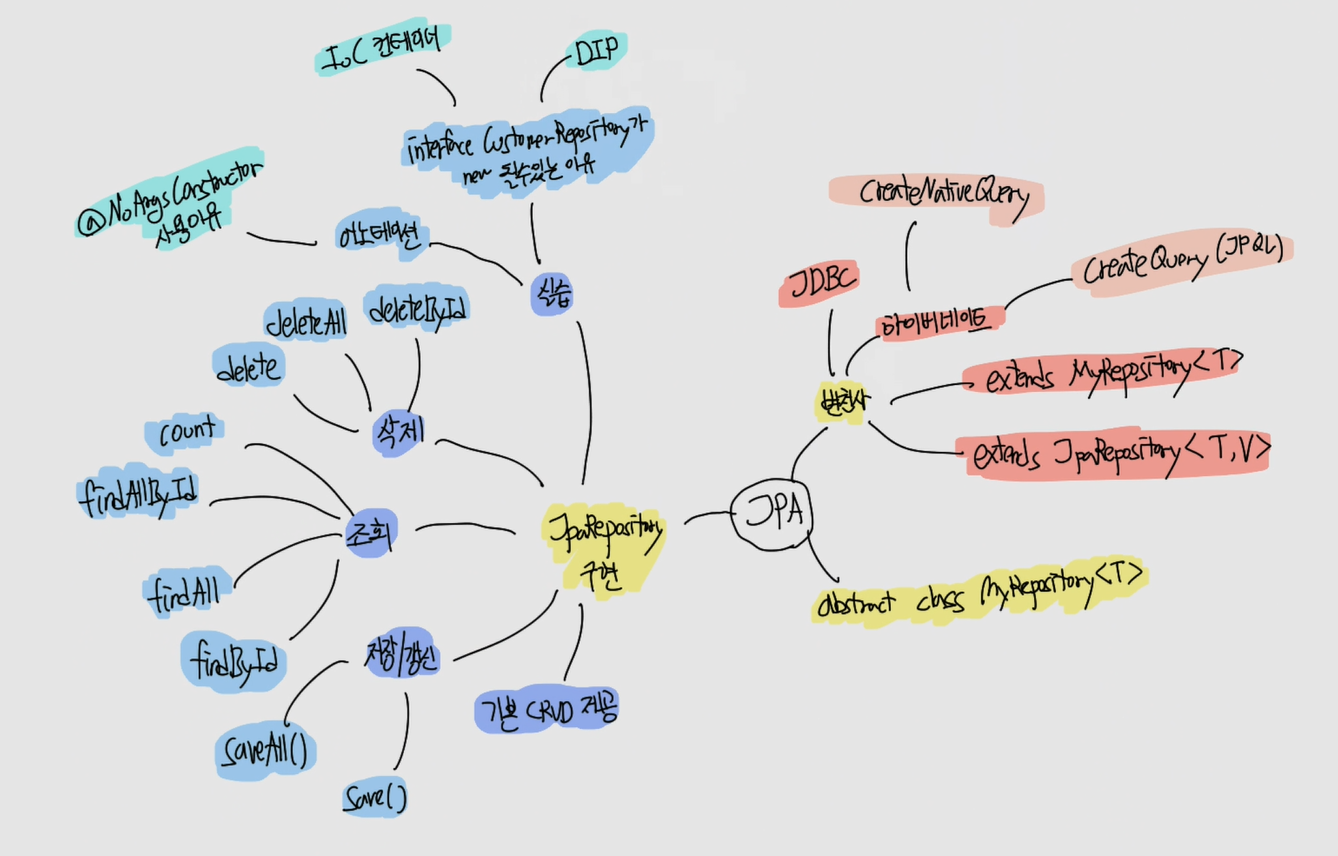 IoC 컨테이너
DIP
interface CustomerRepository가
new 될수있는 이유
@NoArgsConstructor
사용이유
어노테이션
실습
deleteAll
deleteById
delete
삭제
count
findAllById
조회
findAll
findById
저장/갱신
saveAll()
save()
기본 CRUD 제공
JpaRepository
구현
JPA
변천사
JDBC
하이버네이트
CreateNativeQuery
CreateQuery (JPQL)
extends MyRepository<T>
extends JpaRepository<T,V>
abstract class MyRepository<T>